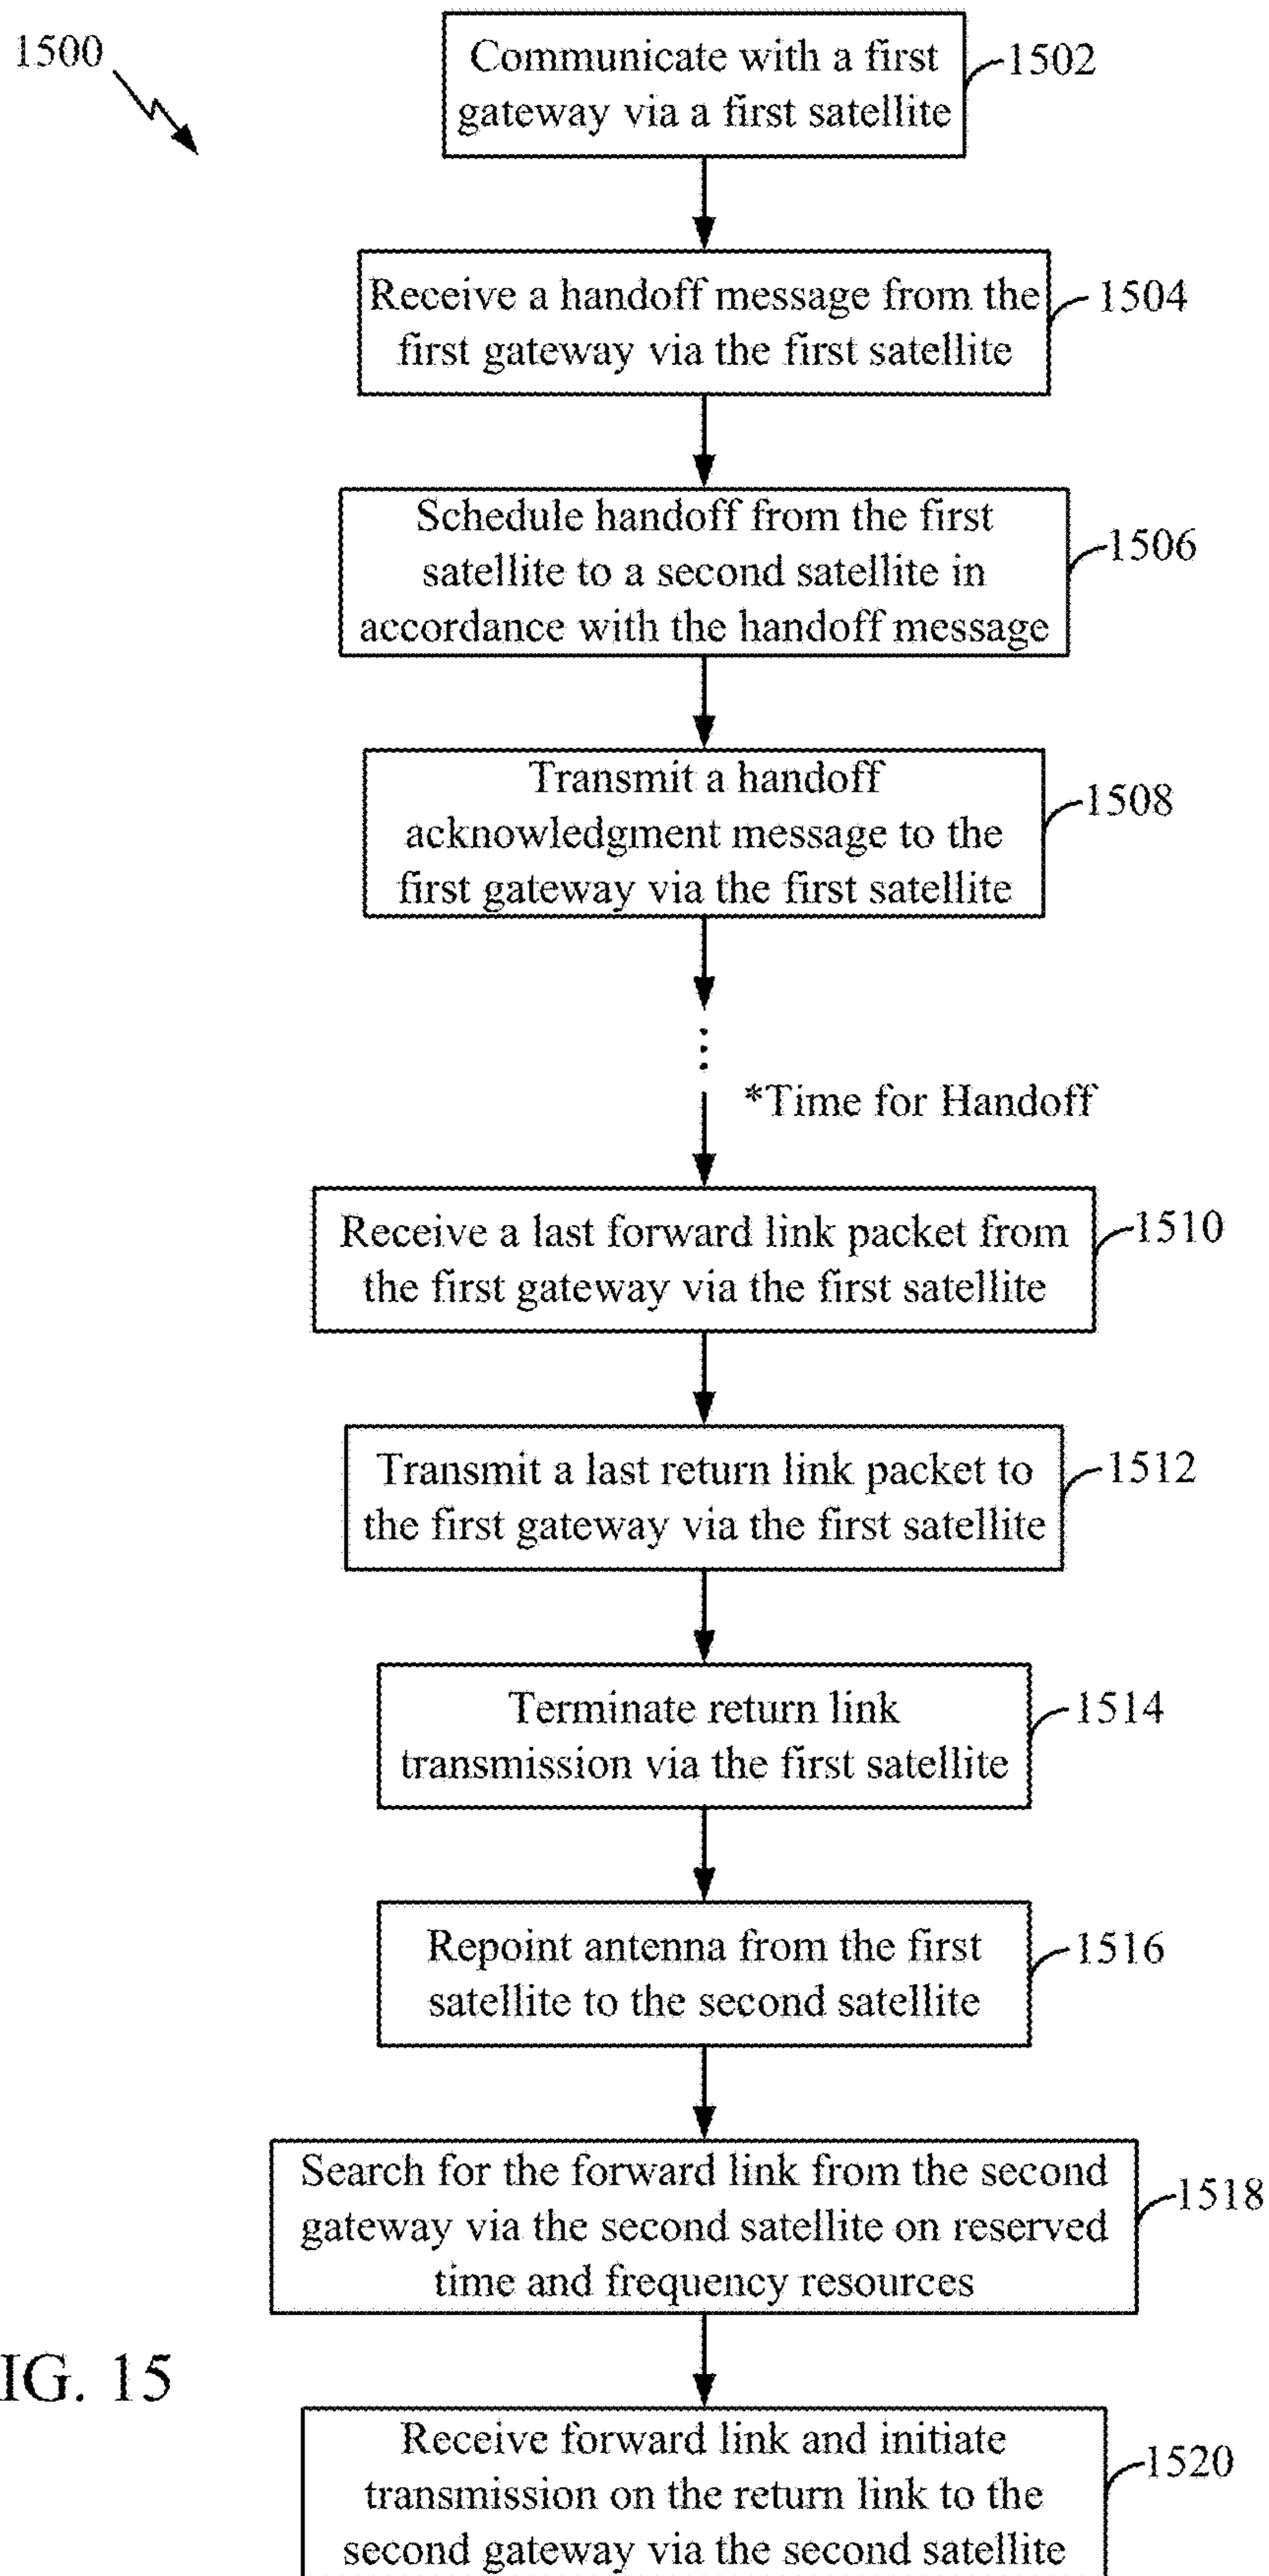 1500
Communicate with a first
gateway via a first satellite
1502
Receive a handoff message from the
first gateway via the first satellite
1504
Schedule handoff from the first
satellite to a second satellite in
accordance with the handoff message
1506
Transmit a handoff
acknowledgment message to the
first gateway via the first satellite
1508
*Time for Handoff
Receive a last forward link packet from
the first gateway via the first satellite
1510
Transmit a last return link packet to
the first gateway via the first satellite
1512
Terminate return link
transmission via the first satellite
1514
Repoint antenna from the first
satellite to the second satellite
1516
Search for the forward link from the second
gateway via the second satellite on reserved
time and frequency resources
1518
IG. 15
Receive forward link and initiate
transmission on the return link to the
second gateway via the second satellite
1520